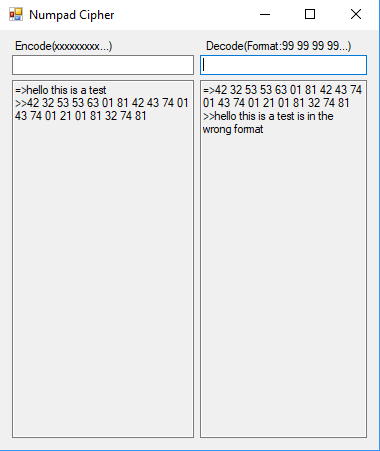 Numpad Cipher
Encode(xxxxxxxxx...)
Decode(Format:99 99 99 99...)
=>hello this is a test
>>42 32 53 53 63 01 81 42 43 74 01
43 74 01 21 01 81 32 74 81
=>42 32 53 53 63 01 81 42 43 74
01 43 74 01 21 01 81 32 74 81
>>hello this is a test is in the
wrong format